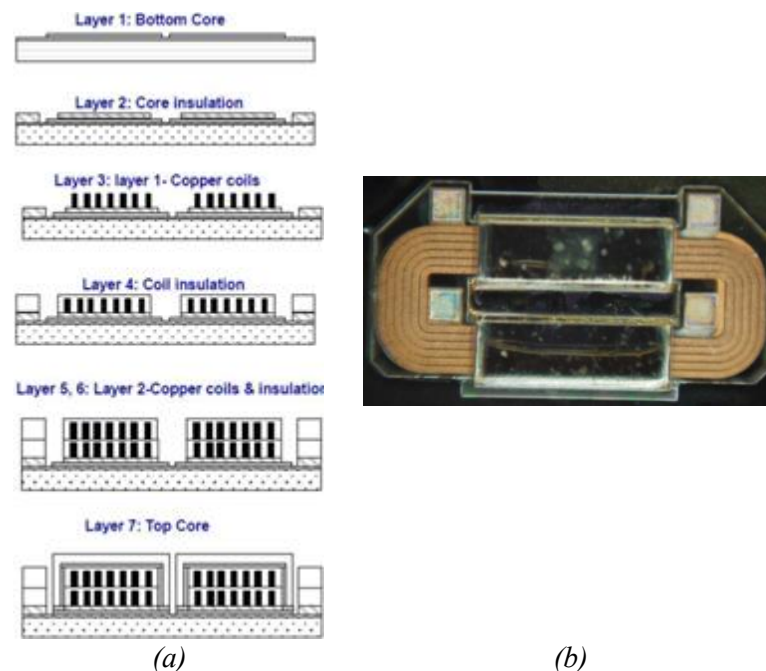 Layer 1: Bottom Core
Layer 2: Core insulation
Layer 3: layer 1- Copper coils
Layer 4: Coil insulation
Layer 5, 6: Layer 2-Copper coils & insulation
Layer 7: Top Core
(a)
(b)